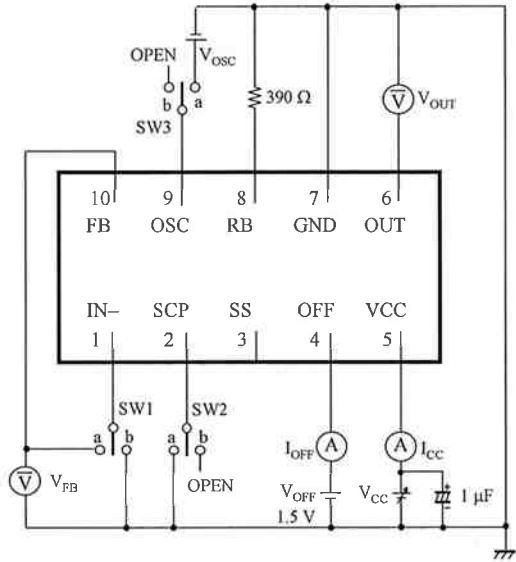 OPEN
V_OSC
b
a
SW3
390 Ω
V
V_OUT
10 9 8 7 6
FB OSC RB GND OUT
IN– SCP SS OFF VCC
1 2 3 4 5
SW1
SW2
a b a b
OPEN
V
V_FB
I_OFF
A
A
I_CC
V_OFF
1.5 V
V_CC
+
1 μF